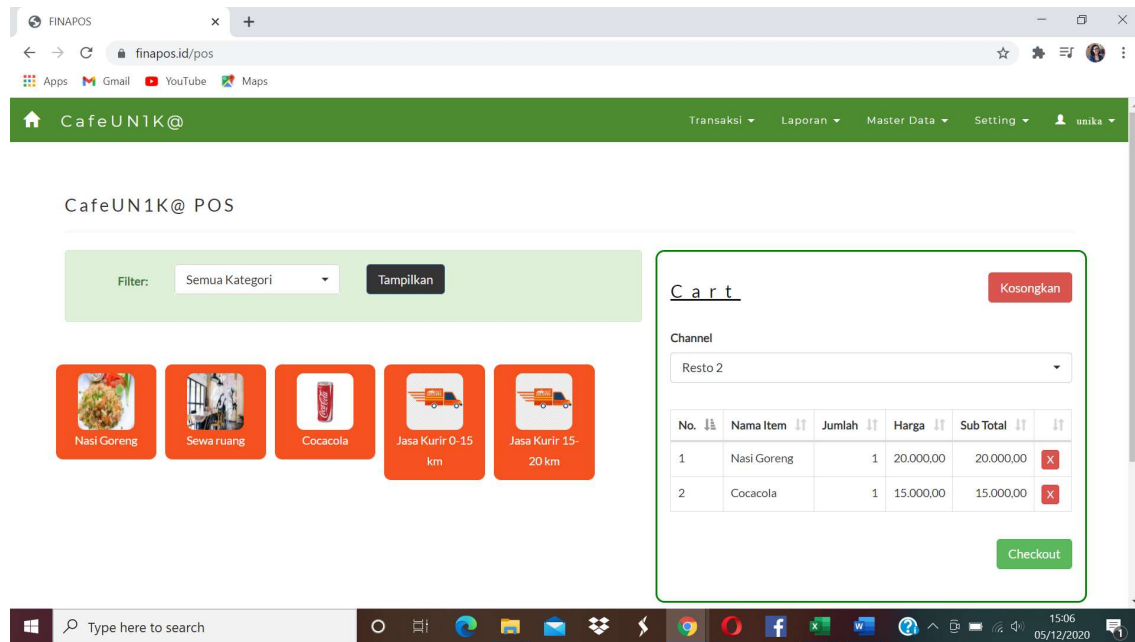 FINAPOS
finapos.id/pos
Apps Gmail YouTube Maps
CafeUN1K@ Transaksi Laporan Master Data Setting unika
CafeUN1K@ POS
Filter: Semua Kategori Tampilkan
Cart Kosongkan
Channel
Resto 2
Nasi Goreng
Sewa ruang
Coca-Cola
Cocacola
Jasa Kurir 0-15
km
Jasa Kurir 15-
20 km
No. Nama Item Jumlah Harga Sub Total
1 Nasi Goreng 1 20.000,00 20.000,00 X
2 Cocacola 1 15.000,00 15.000,00 X
Checkout
Type here to search
15:06
05/12/2020
1